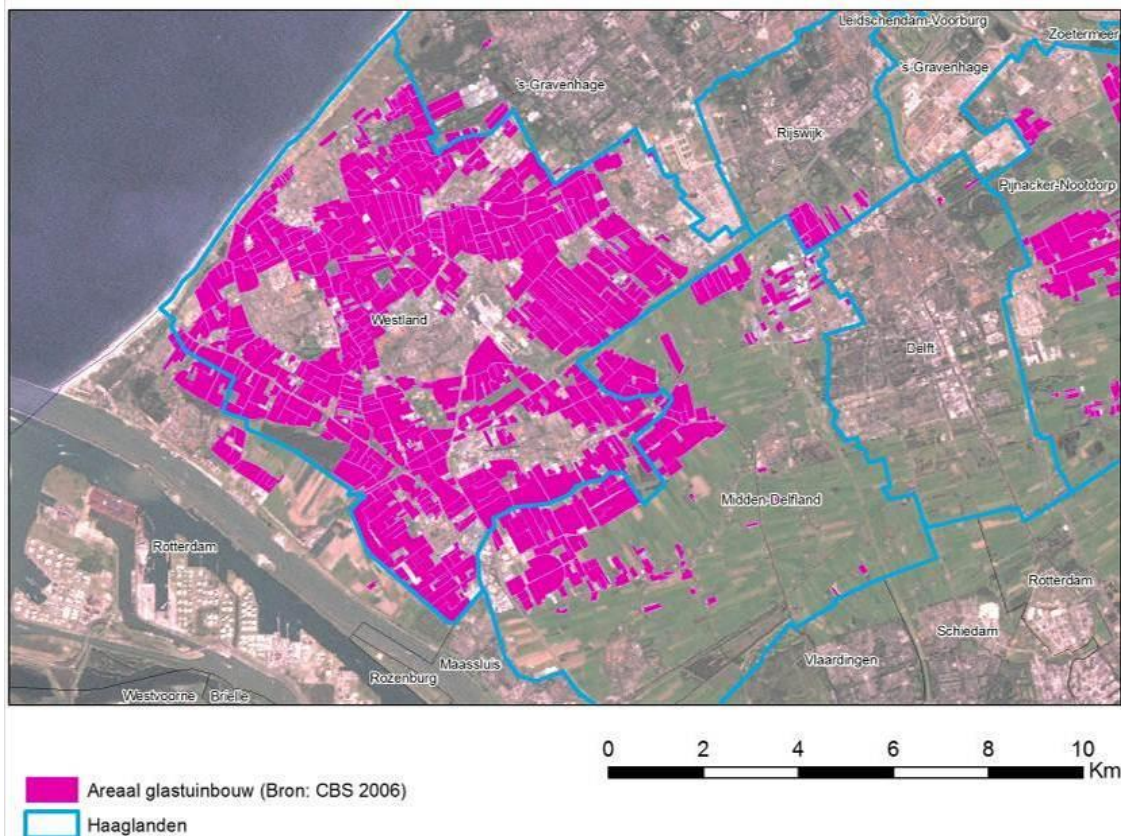 Leidschendam-Voorburg
Zoetermeer
's-Gravenhage
's-Gravenhage
Rijswijk
Pijnacker-Nootdorp
Westland
Delft
Midden-Delfland
Rotterdam
Rotterdam
Schiedam
Vlaardingen
Maassluis
Rozenburg
Westvoorne Brielle
0 2 4 6 8 10
Km
Areaal glastuinbouw (Bron: CBS 2006)
Haaglanden